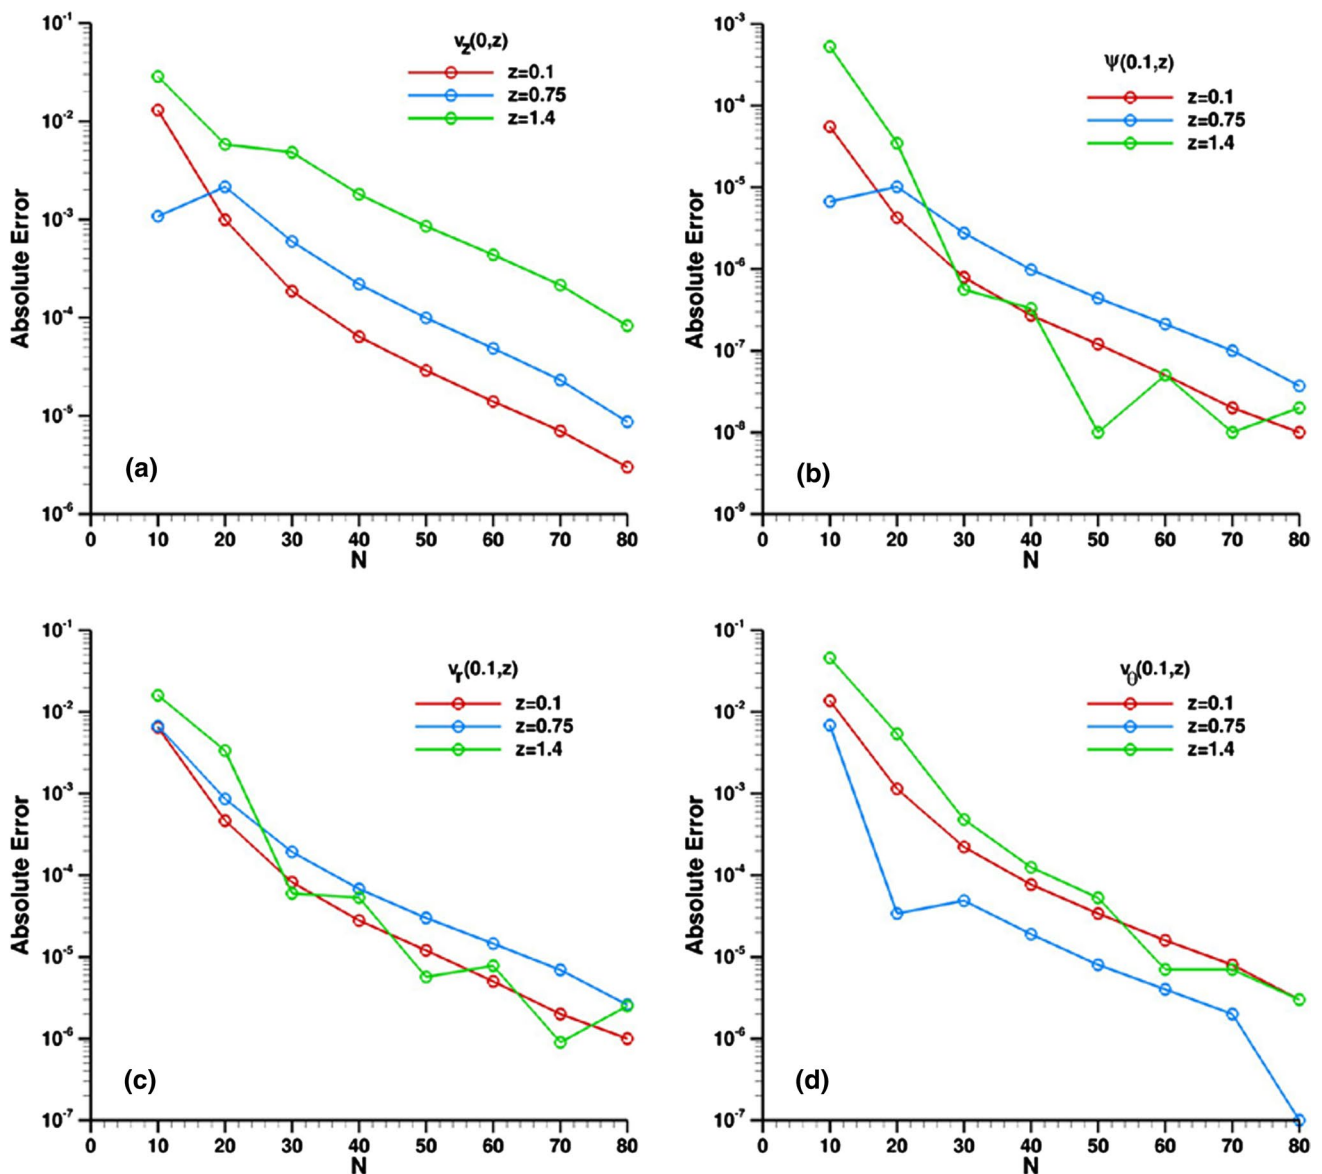 v_z(0,z)
z=0.1
z=0.75
z=1.4
10^-1
10^-2
10^-3
10^-4
10^-5
10^-6
Absolute Error
(a)
0 10 20 30 40 50 60 70 80
N
ψ(0.1,z)
z=0.1
z=0.75
z=1.4
10^-3
10^-4
10^-5
10^-6
10^-7
10^-8
10^-9
Absolute Error
(b)
0 10 20 30 40 50 60 70 80
N
v_r(0.1,z)
z=0.1
z=0.75
z=1.4
10^-1
10^-2
10^-3
10^-4
10^-5
10^-6
10^-7
Absolute Error
(c)
0 10 20 30 40 50 60 70 80
N
v_θ(0.1,z)
z=0.1
z=0.75
z=1.4
10^-1
10^-2
10^-3
10^-4
10^-5
10^-6
10^-7
Absolute Error
(d)
0 10 20 30 40 50 60 70 80
N